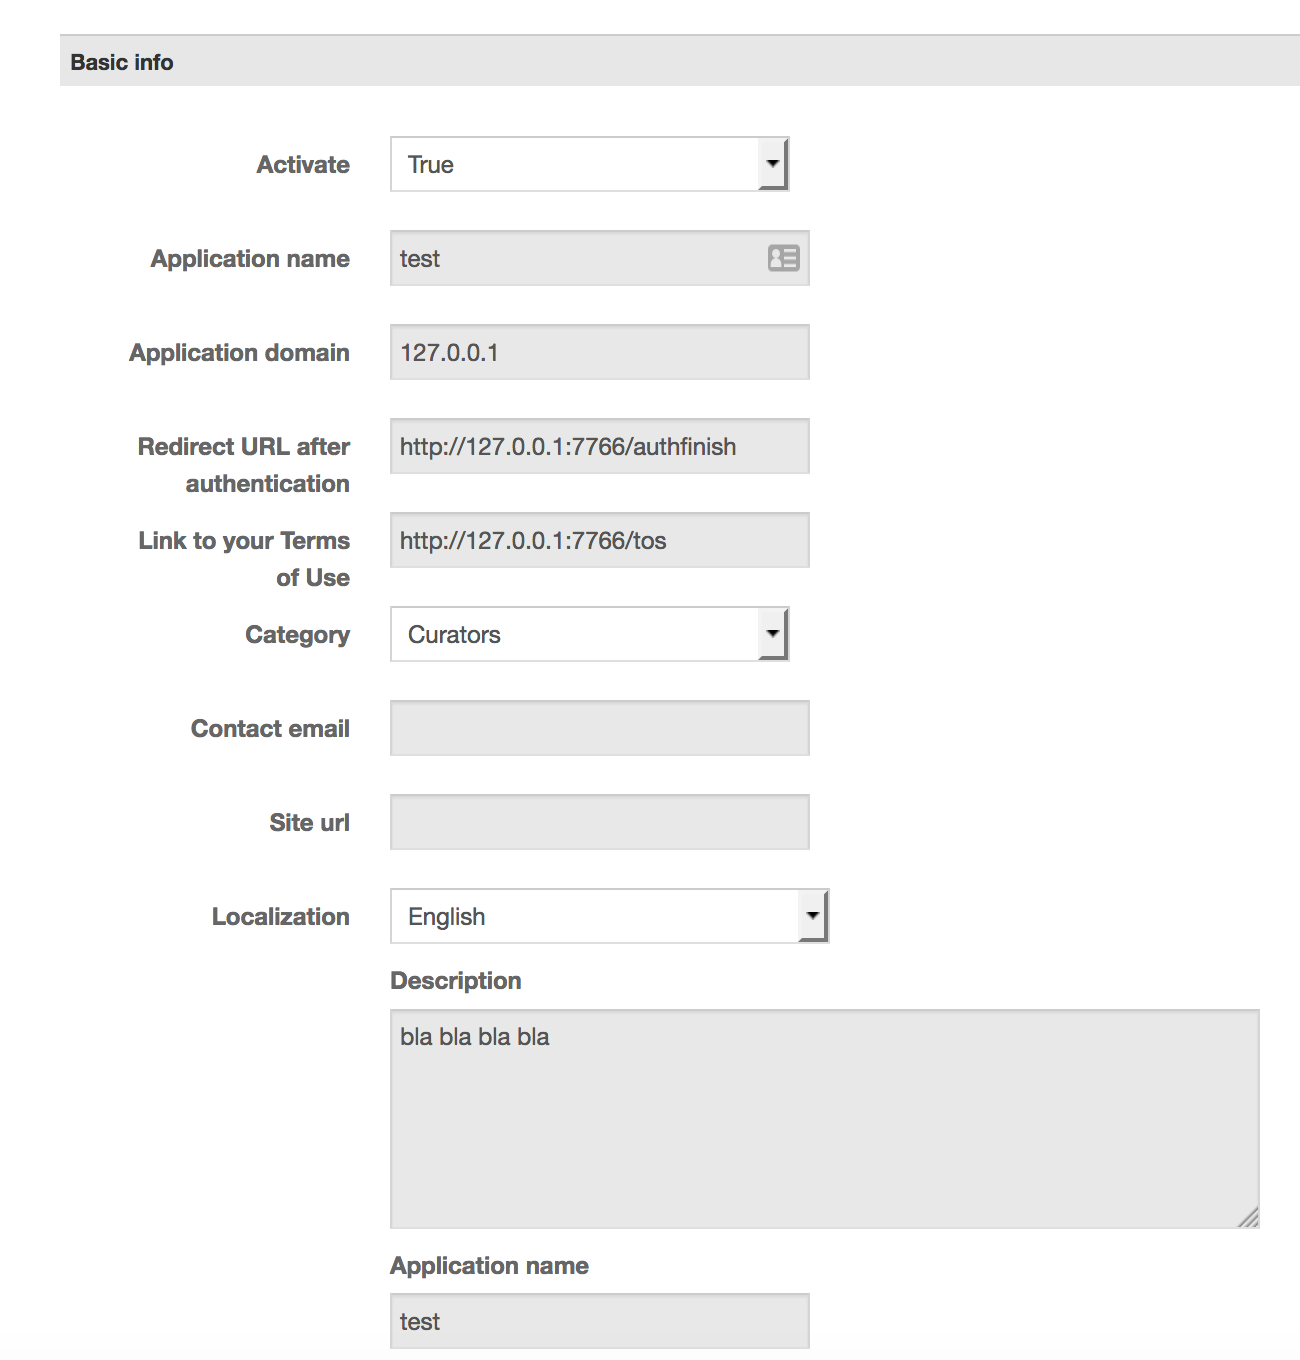 Basic info
Activate
True
Application name
test
Application domain
127.0.0.1
Redirect URL after
authentication
http://127.0.0.1:7766/authfinish
Link to your Terms
of Use
http://127.0.0.1:7766/tos
Category
Curators
Contact email
Site url
Localization
English
Description
bla bla bla bla
Application name
test